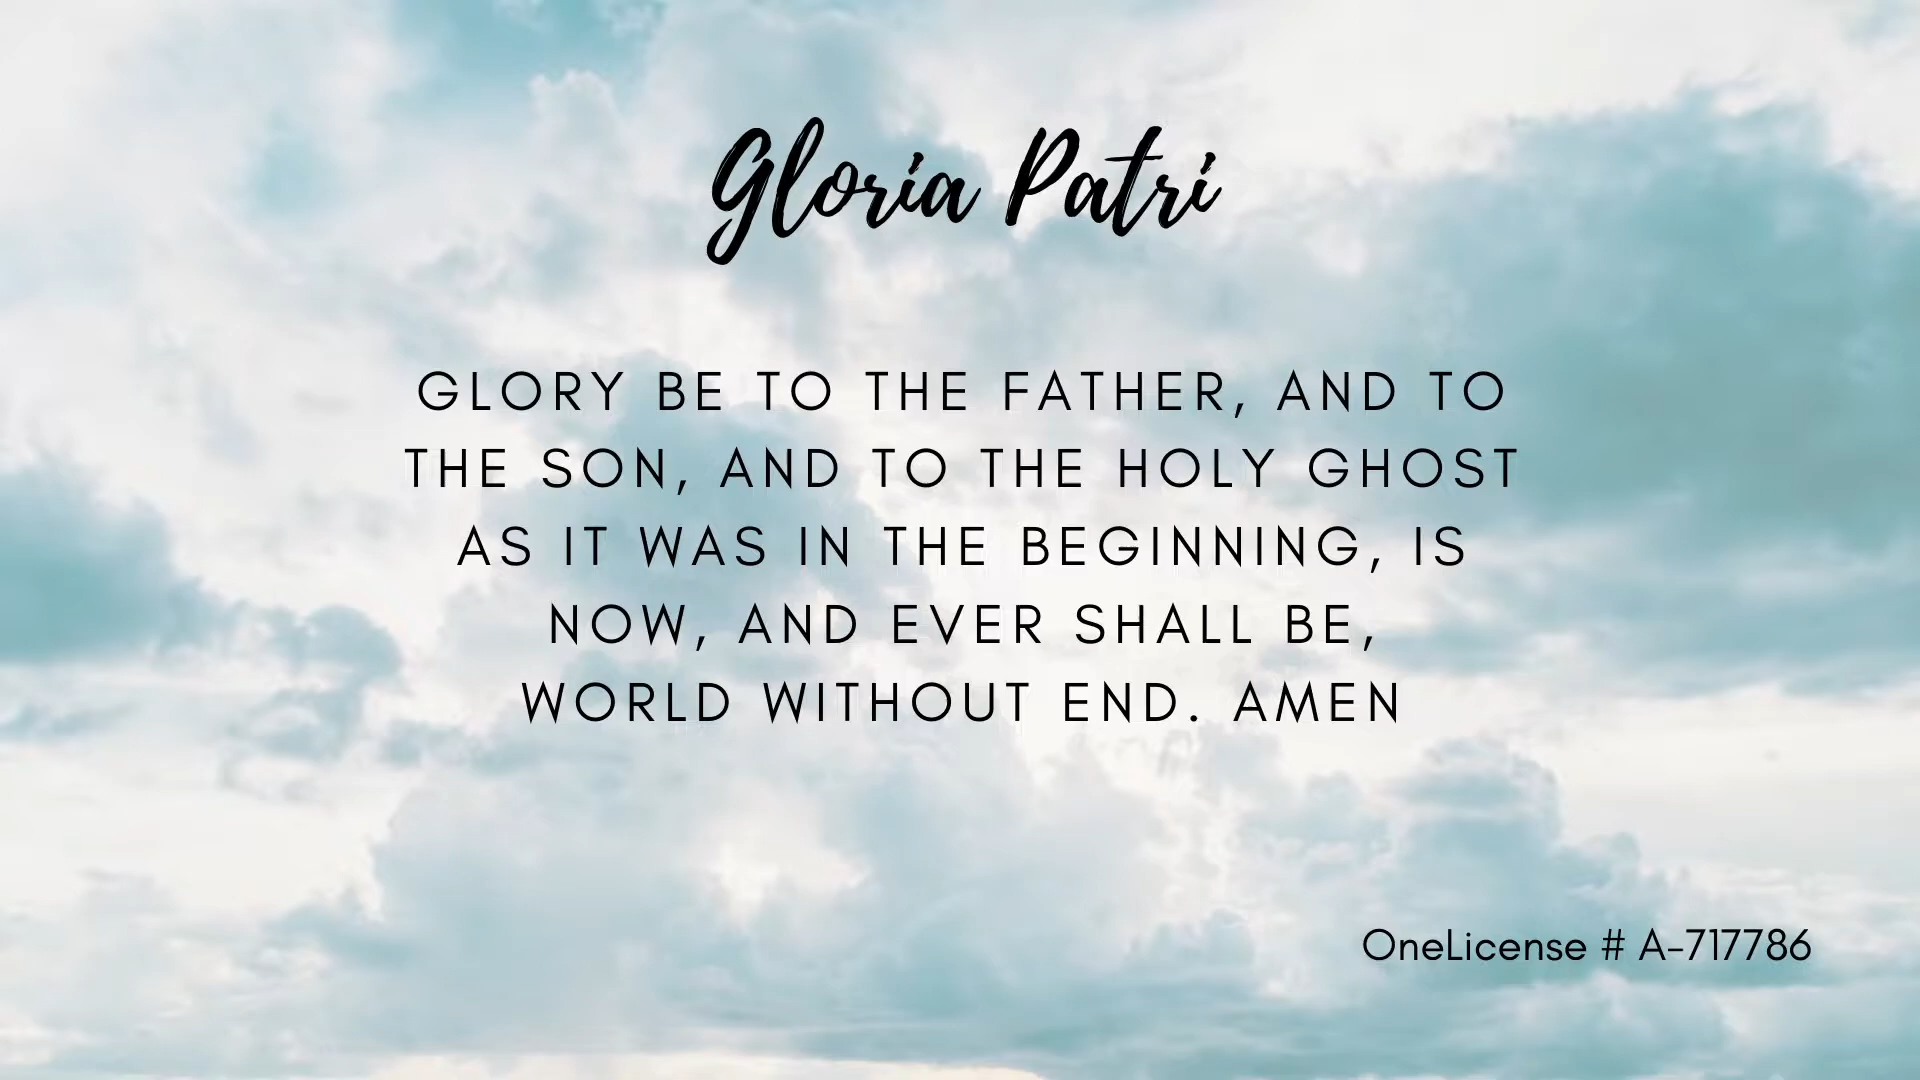 Gloria Patri
GLORY BE TO THE FATHER, AND TO
THE SON, AND TO THE HOLY GHOST
AS IT WAS IN THE BEGINNING, IS
NOW, AND EVER SHALL BE,
WORLD WITHOUT END. AMEN
OneLicense # A-717786